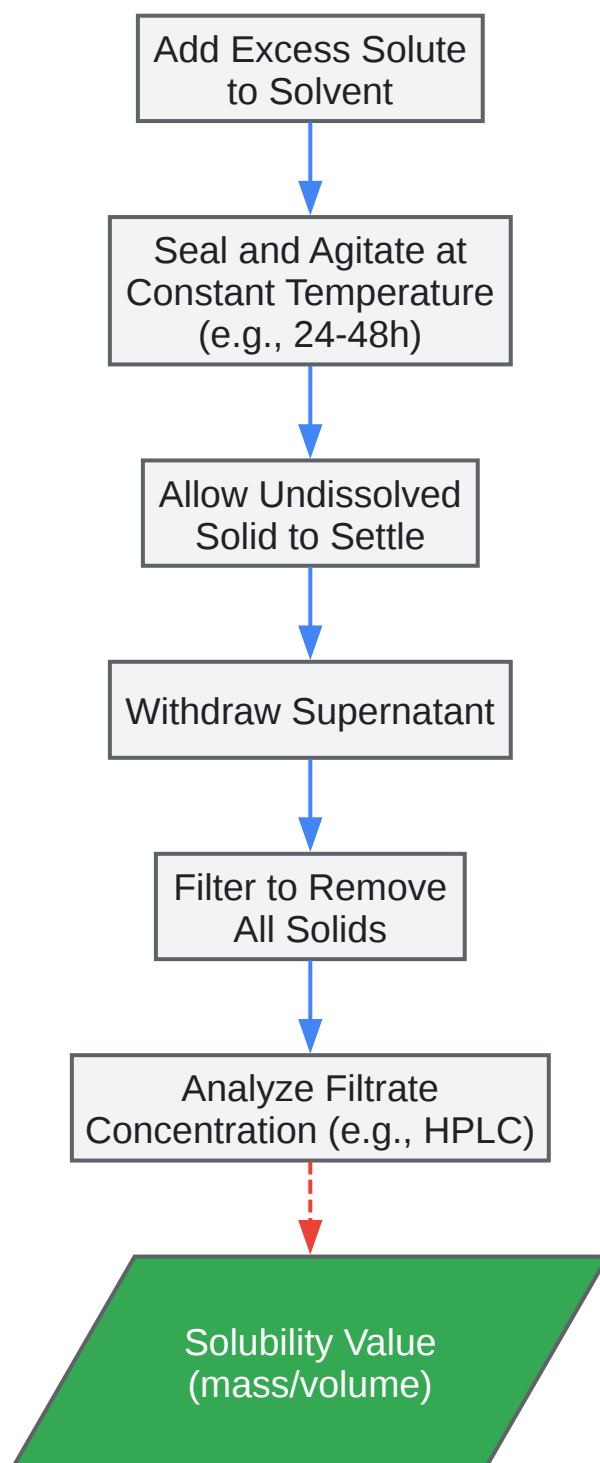 Add Excess Solute
to Solvent
Seal and Agitate at
Constant Temperature
(e.g., 24-48h)
Allow Undissolved
Solid to Settle
Withdraw Supernatant
Filter to Remove
All Solids
Analyze Filtrate
Concentration (e.g., HPLC)
Solubility Value
(mass/volume)